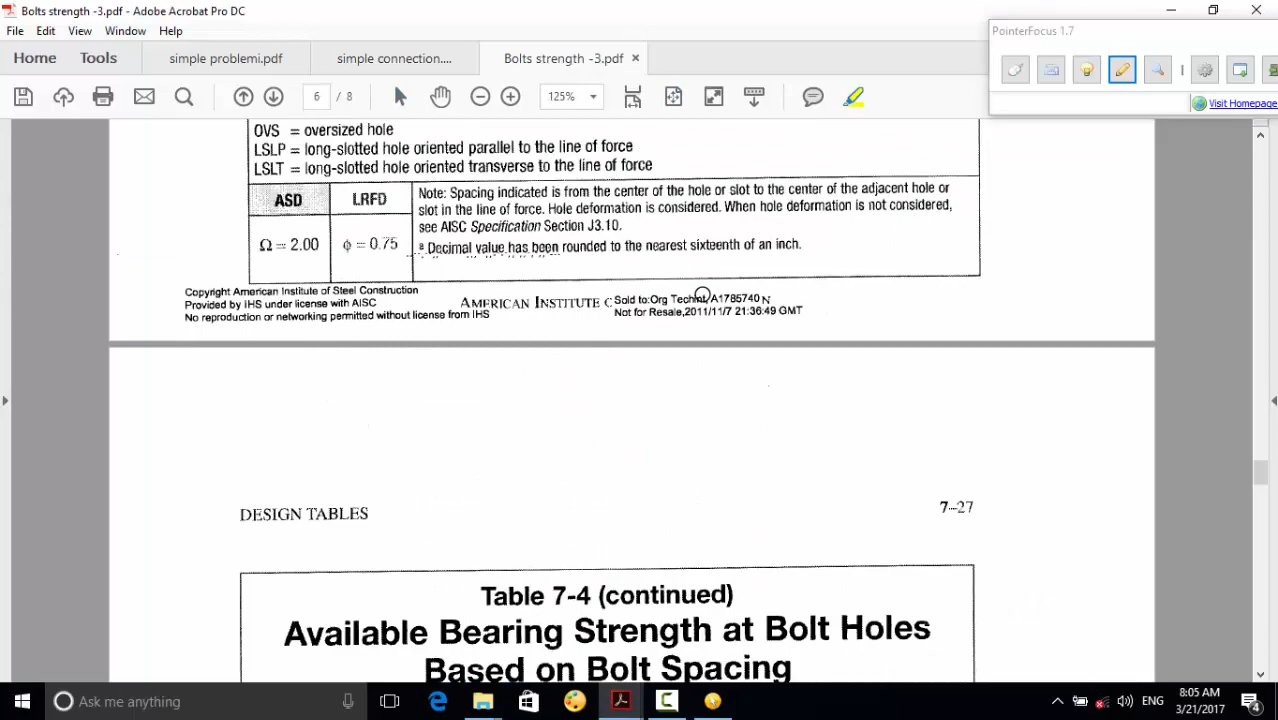 Bolts strength -3.pdf - Adobe Acrobat Pro DC
PointerFocus 1.7
File Edit View Window Help
Home Tools simple problemi.pdf simple connection.... Bolts strength -3.pdf ×
6 / 8 125%
Visit Homepage
OVS = oversized hole
LSLP = long-slotted hole oriented parallel to the line of force
LSLT = long-slotted hole oriented transverse to the line of force
ASD LRFD
Note: Spacing indicated is from the center of the hole or slot to the center of the adjacent hole or
slot in the line of force. Hole deformation is considered. When hole deformation is not considered,
see AISC Specification Section J3.10.
Ω = 2.00 ϕ = 0.75
ª Decimal value has been rounded to the nearest sixteenth of an inch.
Copyright American Institute of Steel Construction
Provided by IHS under license with AISC
No reproduction or networking permitted without license from IHS
AMERICAN INSTITUTE
Sold to:Org Techint, A1785740
Not for Resale,2011/11/7 21:36:49 GMT
DESIGN TABLES 7–27
Table 7-4 (continued)
Available Bearing Strength at Bolt Holes
Based on Bolt Spacing
Ask me anything
ENG
8:05 AM
3/21/2017
4